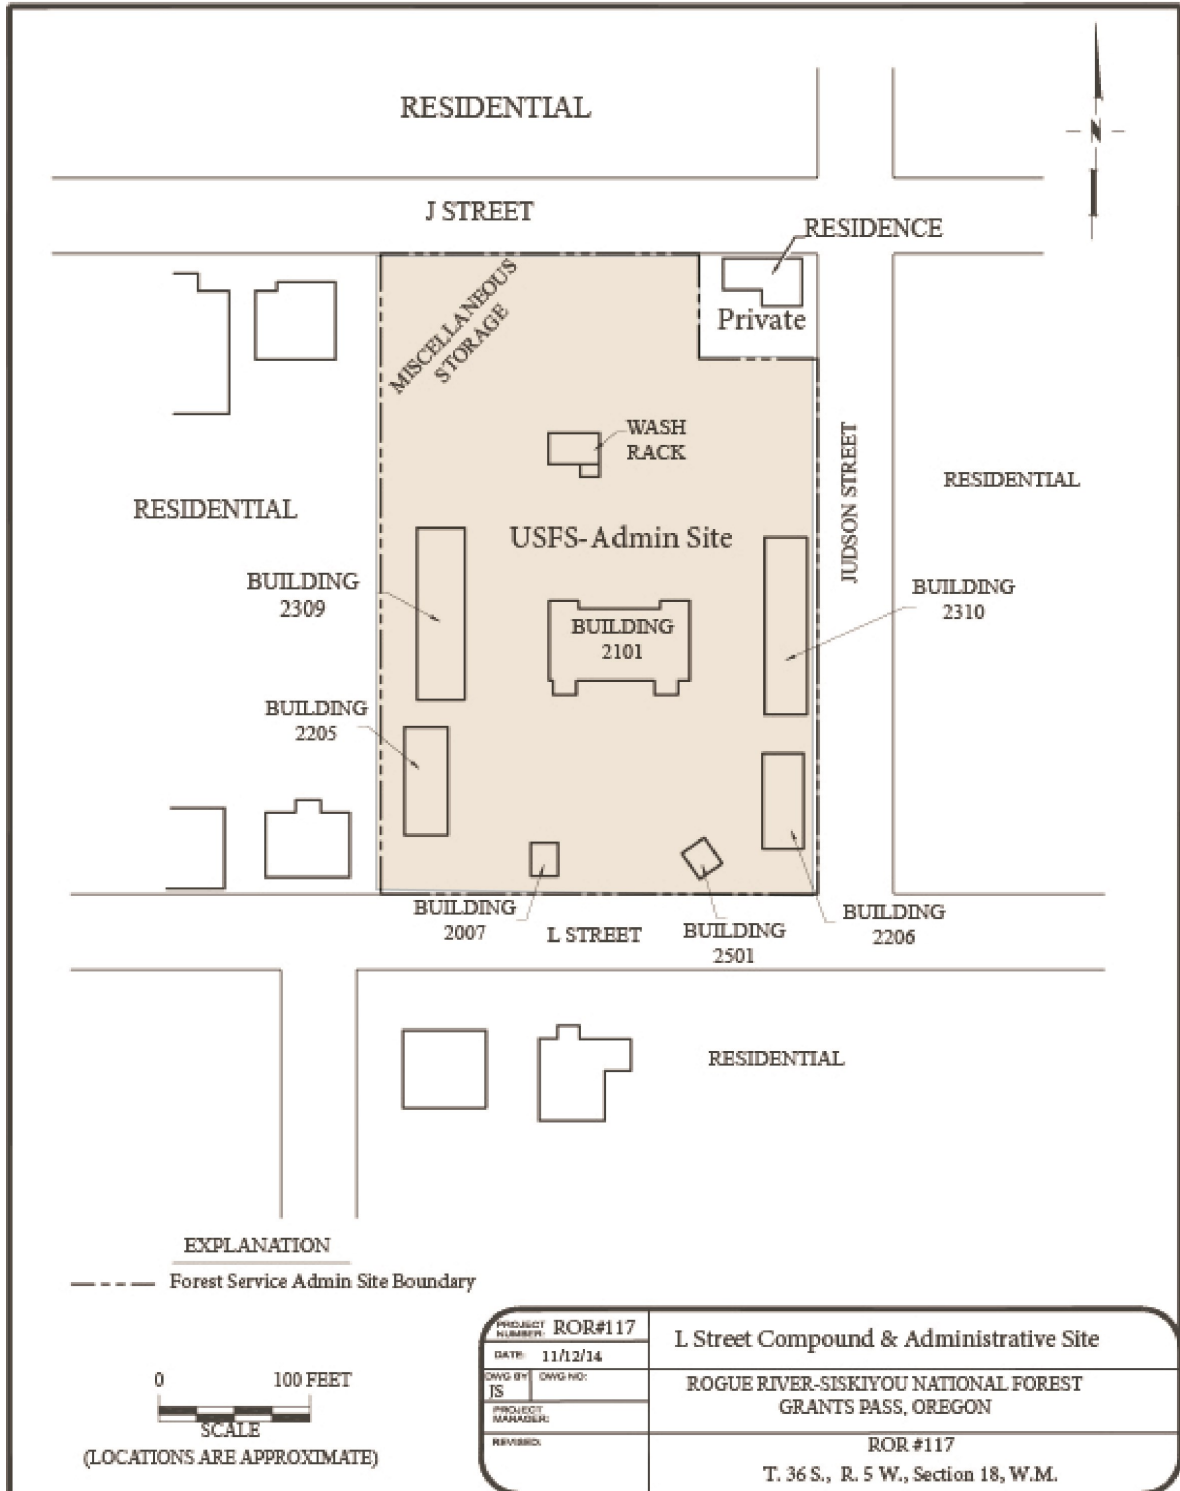 RESIDENTIAL
N
J STREET
RESIDENCE
MISCELLANEOUS
STORAGE
Private
WASH
RACK
JUDSON STREET
RESIDENTIAL
RESIDENTIAL
USFS-Admin Site
BUILDING
2309
BUILDING
2310
BUILDING
2101
BUILDING
2205
BUILDING
2007
L STREET
BUILDING
2501
BUILDING
2206
RESIDENTIAL
EXPLANATION
Forest Service Admin Site Boundary
0 100 FEET
SCALE
(LOCATIONS ARE APPROXIMATE)
PROJECT
NUMBER: ROR#117
DATE: 11/12/14
DWG BY DWG NO:
JS
PROJECT
MANAGER:
REVISED:
L Street Compound & Administrative Site
ROGUE RIVER-SISKIYOU NATIONAL FOREST
GRANTS PASS, OREGON
ROR #117
T. 36 S., R. 5 W., Section 18, W.M.